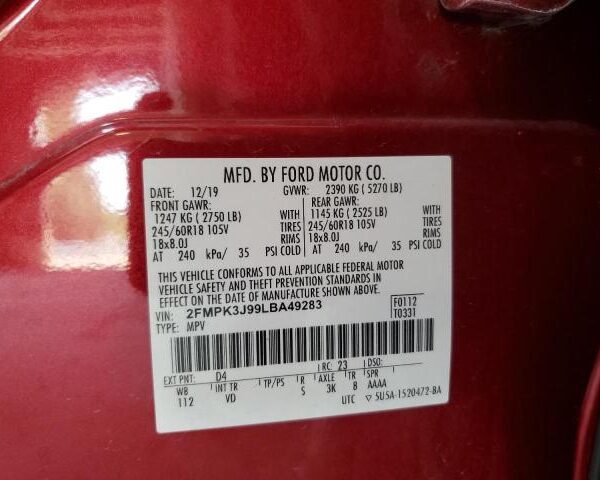 MFD. BY FORD MOTOR CO.
DATE: 12/19 GVWR: 2390 KG ( 5270 LB)
FRONT GAWR: REAR GAWR:
1247 KG ( 2750 LB) WITH 1145 KG ( 2525 LB) WITH
245/60R18 105V TIRES 245/60R18 105V TIRES
18x8.0J RIMS 18x8.0J RIMS
AT 240 kPa/ 35 PSI COLD AT 240 kPa/ 35 PSI COLD
THIS VEHICLE CONFORMS TO ALL APPLICABLE FEDERAL MOTOR
VEHICLE SAFETY AND THEFT PREVENTION STANDARDS IN
EFFECT ON THE DATE OF MANUFACTURE SHOWN ABOVE.
VIN: 2FMPK3J99LBA49283 F0112
TYPE: MPV T0331
EXT PNT: D4 RC: 23 DSO:
WB INT TR TP/PS R AXLE TR SPR
112 VD S 3K 8 AAAA
UTC ▽ 5U5A-1520472-BA